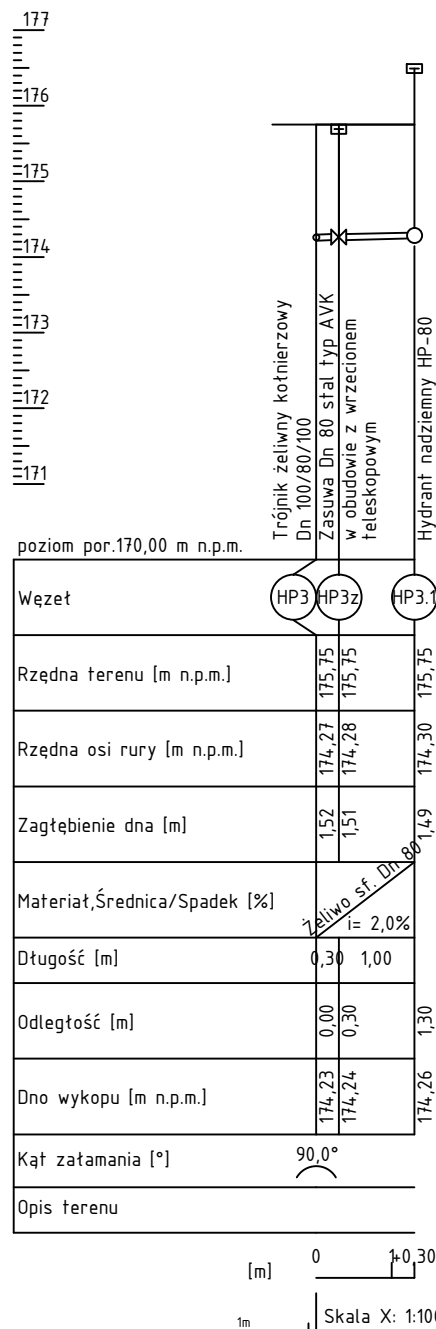 177
176
175
174
173
172
171
Trójnik żeliwny kołnierzowy
Dn 100/80/100
Zasuwa Dn 80 stal typ AVK
w obudowie z wrzecionem
teleskopowym
Hydrant nadziemny HP-80
poziom por.170,00 m n.p.m.
Węzeł HP3 HP3z HP3.1
Rzędna terenu [m n.p.m.] 175,75 175,75 175,75
Rzędna osi rury [m n.p.m.] 174,27 174,28 174,30
Zagłębienie dna [m] 1,52 1,51 1,49
Materiał,Średnica/Spadek [%] Żeliwo sf. Dn 80 i= 2,0%
Długość [m] 0,30 1,00
Odległość [m] 0,00 0,30 1,30
Dno wykopu [m n.p.m.] 174,23 174,24 174,26
Kąt załamania [°] 90,0°
Opis terenu
[m] 0 1+0,30
1m Skala X: 1:100